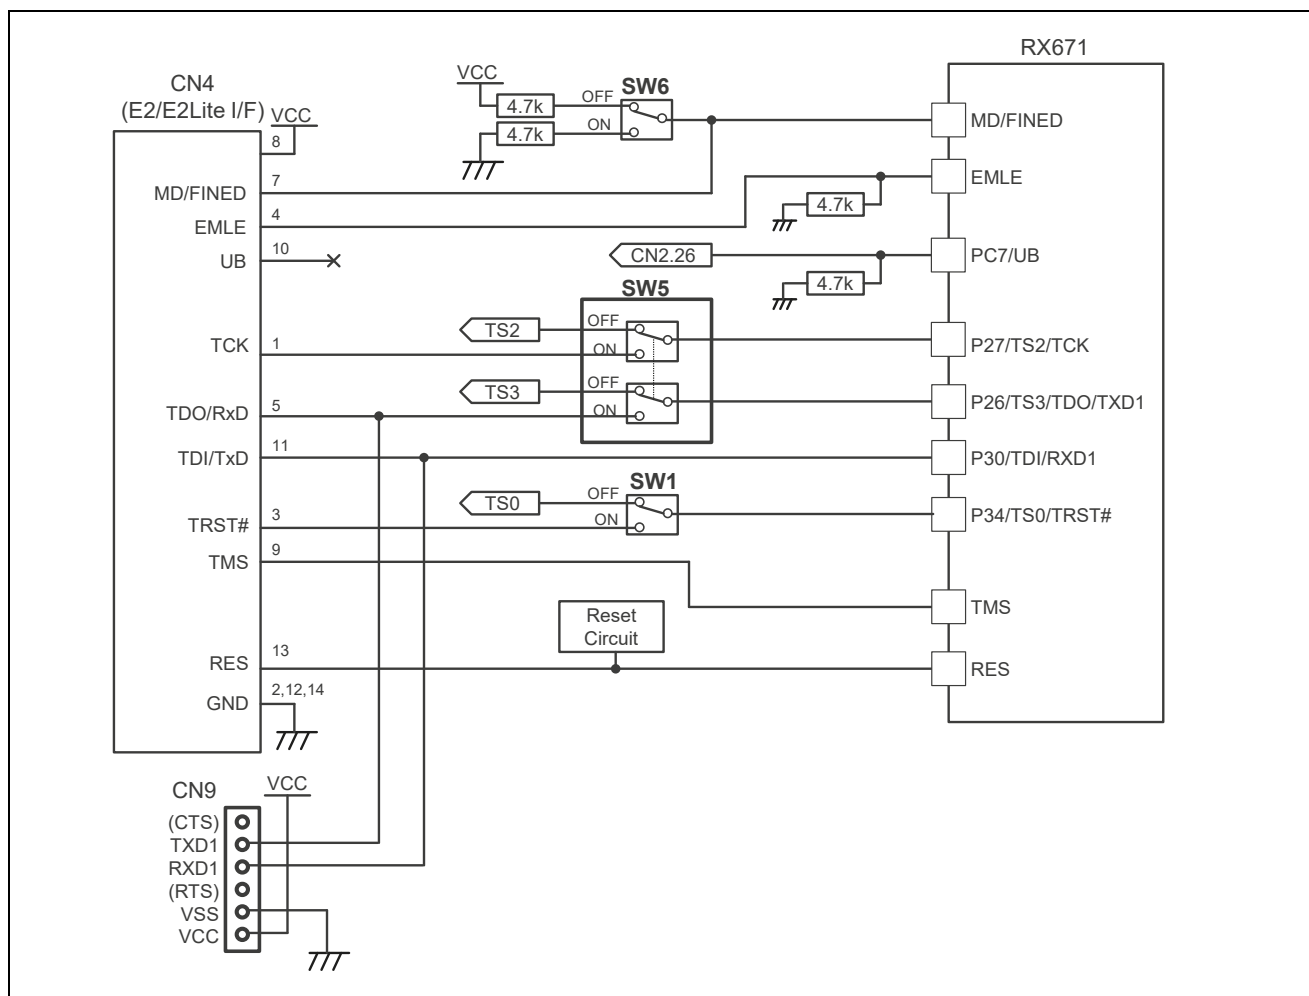 RX671
CN4
(E2/E2Lite I/F)
VCC
8
VCC
SW6
4.7k
OFF
4.7k
ON
MD/FINED
MD/FINED
7
EMLE
4
EMLE
4.7k
UB
10
CN2.26
PC7/UB
4.7k
SW5
TS2
OFF
P27/TS2/TCK
TCK
1
ON
TS3
OFF
P26/TS3/TDO/TXD1
TDO/RxD
5
ON
TDI/TxD
11
P30/TDI/RXD1
SW1
TS0
OFF
P34/TS0/TRST#
TRST#
3
ON
TMS
9
TMS
Reset
Circuit
RES
13
RES
GND
2,12,14
CN9
VCC
(CTS)
TXD1
RXD1
(RTS)
VSS
VCC